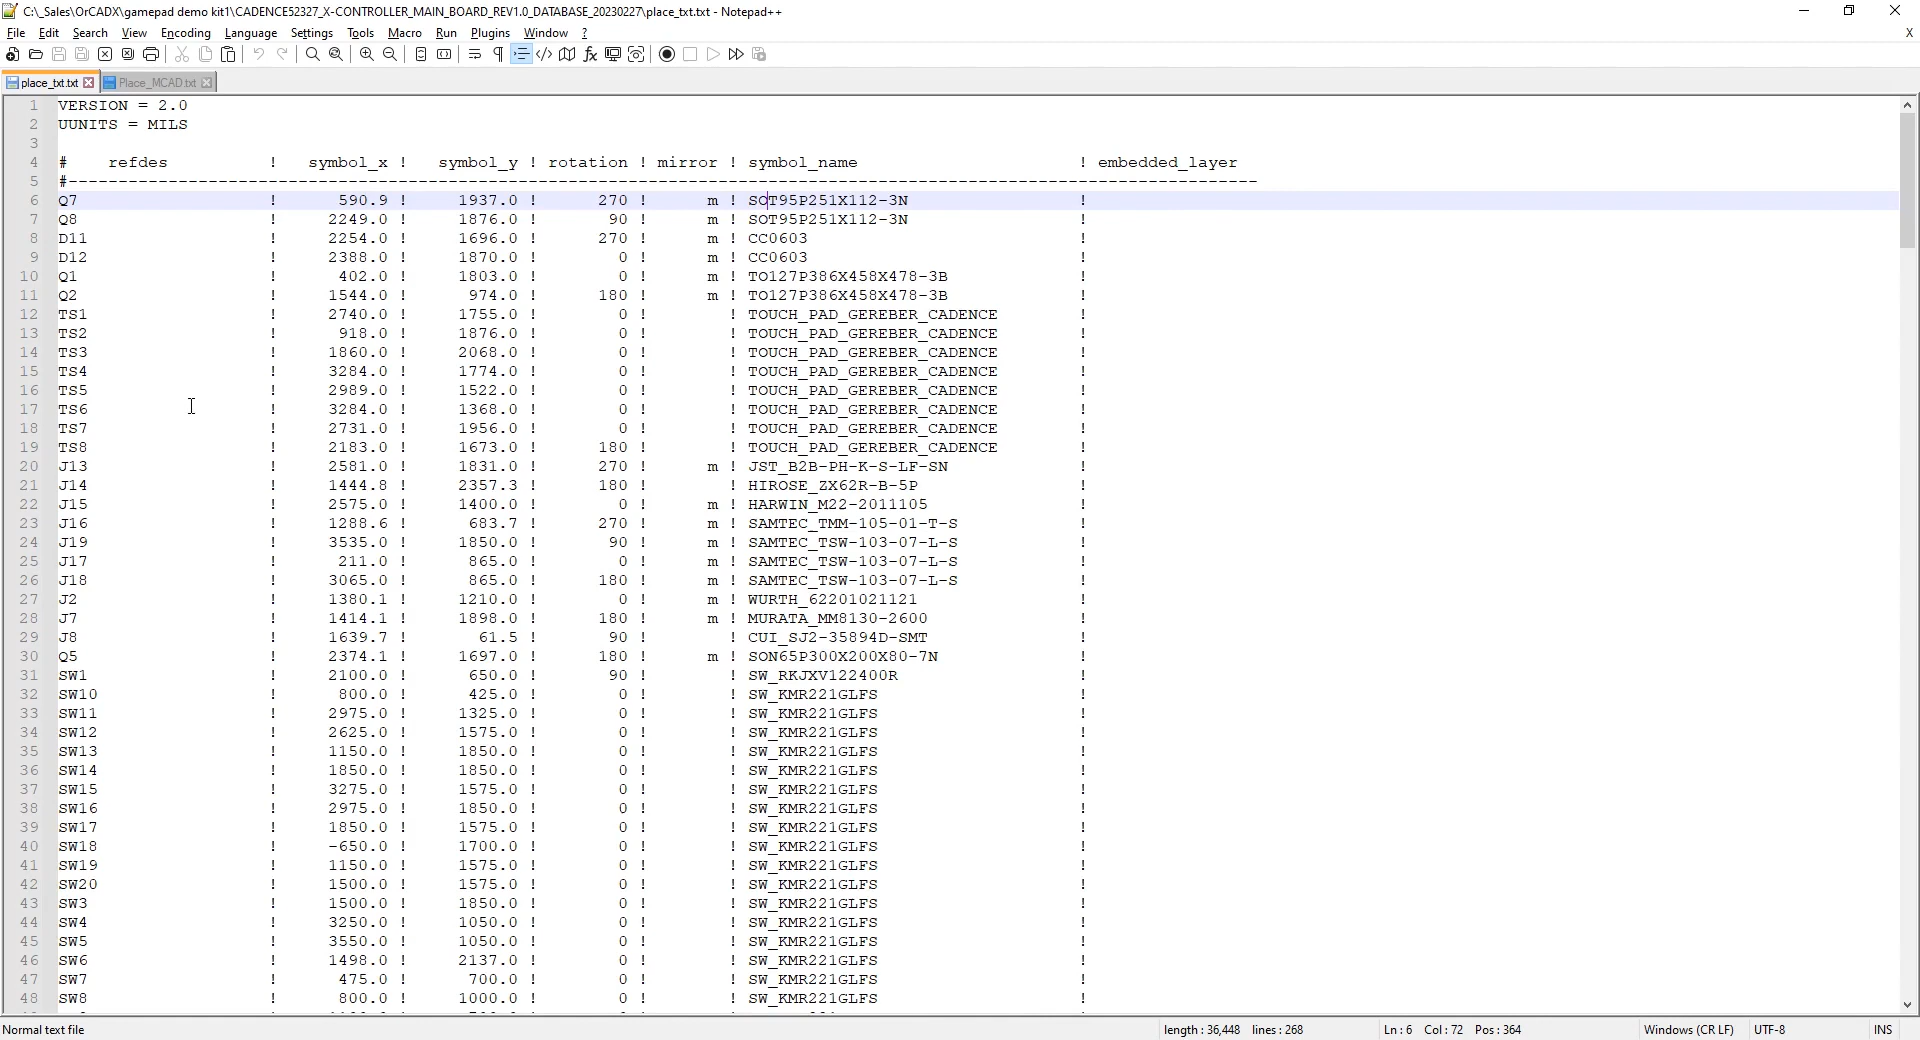 C:\_Sales\OrCADX\gamepad demo kit1\CADENCE52327_X-CONTROLLER_MAIN_BOARD_REV1.0_DATABASE_20230227\place_txt.txt - Notepad++
File Edit Search View Encoding Language Settings Tools Macro Run Plugins Window ? X
place_txt.txt Place_MCAD.txt
1 VERSION = 2.0
2 UUNITS = MILS
3
4 # refdes ! symbol_x ! symbol_y ! rotation ! mirror ! symbol_name ! embedded_layer
5 #-----------------------------------------------------------------------------------------------------------------------
6 Q7 ! 590.9 ! 1937.0 ! 270 ! m ! SOT95P251X112-3N !
7 Q8 ! 2249.0 ! 1876.0 ! 90 ! m ! SOT95P251X112-3N !
8 D11 ! 2254.0 ! 1696.0 ! 270 ! m ! CC0603 !
9 D12 ! 2388.0 ! 1870.0 ! 0 ! m ! CC0603 !
10 Q1 ! 402.0 ! 1803.0 ! 0 ! m ! TO127P386X458X478-3B !
11 Q2 ! 1544.0 ! 974.0 ! 180 ! m ! TO127P386X458X478-3B !
12 TS1 ! 2740.0 ! 1755.0 ! 0 ! ! TOUCH_PAD_GEREBER_CADENCE !
13 TS2 ! 918.0 ! 1876.0 ! 0 ! ! TOUCH_PAD_GEREBER_CADENCE !
14 TS3 ! 1860.0 ! 2068.0 ! 0 ! ! TOUCH_PAD_GEREBER_CADENCE !
15 TS4 ! 3284.0 ! 1774.0 ! 0 ! ! TOUCH_PAD_GEREBER_CADENCE !
16 TS5 ! 2989.0 ! 1522.0 ! 0 ! ! TOUCH_PAD_GEREBER_CADENCE !
17 TS6 ! 3284.0 ! 1368.0 ! 0 ! ! TOUCH_PAD_GEREBER_CADENCE !
18 TS7 ! 2731.0 ! 1956.0 ! 0 ! ! TOUCH_PAD_GEREBER_CADENCE !
19 TS8 ! 2183.0 ! 1673.0 ! 180 ! ! TOUCH_PAD_GEREBER_CADENCE !
20 J13 ! 2581.0 ! 1831.0 ! 270 ! m ! JST_B2B-PH-K-S-LF-SN !
21 J14 ! 1444.8 ! 2357.3 ! 180 ! ! HIROSE_ZX62R-B-5P !
22 J15 ! 2575.0 ! 1400.0 ! 0 ! m ! HARWIN_M22-2011105 !
23 J16 ! 1288.6 ! 683.7 ! 270 ! m ! SAMTEC_TMM-105-01-T-S !
24 J19 ! 3535.0 ! 1850.0 ! 90 ! m ! SAMTEC_TSW-103-07-L-S !
25 J17 ! 211.0 ! 865.0 ! 0 ! m ! SAMTEC_TSW-103-07-L-S !
26 J18 ! 3065.0 ! 865.0 ! 180 ! m ! SAMTEC_TSW-103-07-L-S !
27 J2 ! 1380.1 ! 1210.0 ! 0 ! m ! WURTH_62201021121 !
28 J7 ! 1414.1 ! 1898.0 ! 180 ! m ! MURATA_MM8130-2600 !
29 J8 ! 1639.7 ! 61.5 ! 90 ! ! CUI_SJ2-35894D-SMT !
30 Q5 ! 2374.1 ! 1697.0 ! 180 ! m ! SON65P300X200X80-7N !
31 SW1 ! 2100.0 ! 650.0 ! 90 ! ! SW_RKJXV122400R !
32 SW10 ! 800.0 ! 425.0 ! 0 ! ! SW_KMR221GLFS !
33 SW11 ! 2975.0 ! 1325.0 ! 0 ! ! SW_KMR221GLFS !
34 SW12 ! 2625.0 ! 1575.0 ! 0 ! ! SW_KMR221GLFS !
35 SW13 ! 1150.0 ! 1850.0 ! 0 ! ! SW_KMR221GLFS !
36 SW14 ! 1850.0 ! 1850.0 ! 0 ! ! SW_KMR221GLFS !
37 SW15 ! 3275.0 ! 1575.0 ! 0 ! ! SW_KMR221GLFS !
38 SW16 ! 2975.0 ! 1850.0 ! 0 ! ! SW_KMR221GLFS !
39 SW17 ! 1850.0 ! 1575.0 ! 0 ! ! SW_KMR221GLFS !
40 SW18 ! -650.0 ! 1700.0 ! 0 ! ! SW_KMR221GLFS !
41 SW19 ! 1150.0 ! 1575.0 ! 0 ! ! SW_KMR221GLFS !
42 SW20 ! 1500.0 ! 1575.0 ! 0 ! ! SW_KMR221GLFS !
43 SW3 ! 1500.0 ! 1850.0 ! 0 ! ! SW_KMR221GLFS !
44 SW4 ! 3250.0 ! 1050.0 ! 0 ! ! SW_KMR221GLFS !
45 SW5 ! 3550.0 ! 1050.0 ! 0 ! ! SW_KMR221GLFS !
46 SW6 ! 1498.0 ! 2137.0 ! 0 ! ! SW_KMR221GLFS !
47 SW7 ! 475.0 ! 700.0 ! 0 ! ! SW_KMR221GLFS !
48 SW8 ! 800.0 ! 1000.0 ! 0 ! ! SW_KMR221GLFS !
Normal text file length : 36,448 lines : 268 Ln : 6 Col : 72 Pos : 364 Windows (CR LF) UTF-8 INS